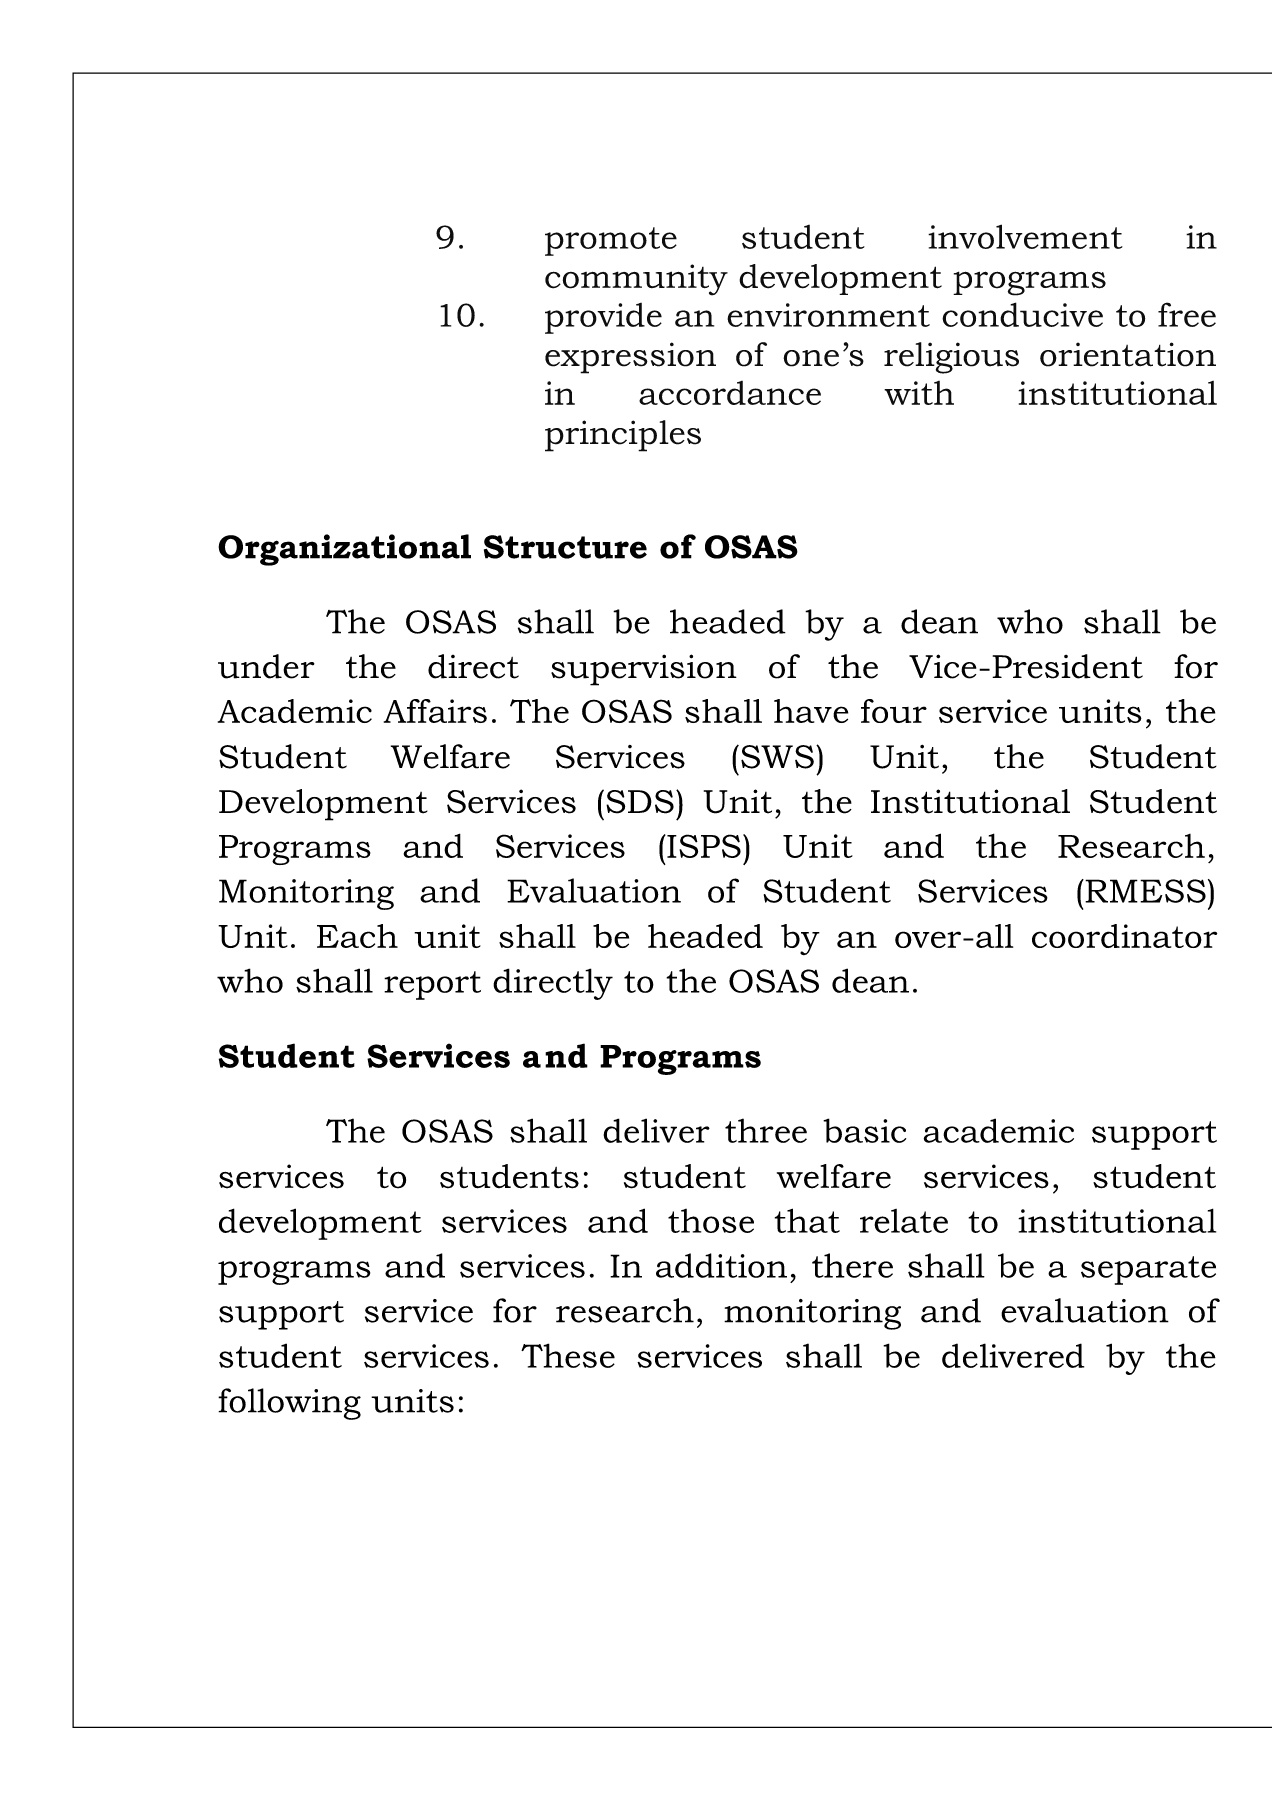 9. promote student involvement in
community development programs
10. provide an environment conducive to free
expression of one’s religious orientation
in accordance with institutional
principles
Organizational Structure of OSAS
The OSAS shall be headed by a dean who shall be
under the direct supervision of the Vice-President for
Academic Affairs. The OSAS shall have four service units, the
Student Welfare Services (SWS) Unit, the Student
Development Services (SDS) Unit, the Institutional Student
Programs and Services (ISPS) Unit and the Research,
Monitoring and Evaluation of Student Services (RMESS)
Unit. Each unit shall be headed by an over-all coordinator
who shall report directly to the OSAS dean.
Student Services and Programs
The OSAS shall deliver three basic academic support
services to students: student welfare services, student
development services and those that relate to institutional
programs and services. In addition, there shall be a separate
support service for research, monitoring and evaluation of
student services. These services shall be delivered by the
following units: